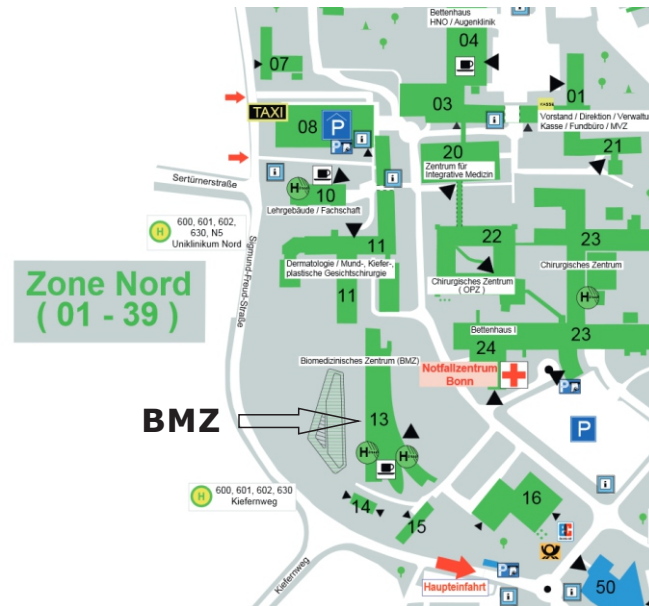 Bettenhaus
HNO / Augenklinik
04
07
03
01
KASSE
Vorstand / Direktion / Verwaltu
Kasse / Fundbüro / MVZ
TAXI
08
P
P
21
20
Zentrum für
Integrative Medizin
Sertürnerstraße
H
10
Lehrgebäude / Fachschaft
H
600, 601, 602,
630, N5
Uniklinikum Nord
Sigmund-Freud-Straße
11
Dermatologie / Mund-, Kiefer-,
plastische Gesichtschirurgie
11
22
Chirurgisches Zentrum
( OPZ )
23
Chirurgisches Zentrum
H
Zone Nord
( 01 - 39 )
Bettenhaus I
23
24
Biomedizinisches Zentrum (BMZ)
Notfallzentrum
Bonn
P
P
BMZ
13
H
H
H
600, 601, 602, 630
Kiefernweg
14
15
16
Kiefernweg
Haupteinfahrt
P
50